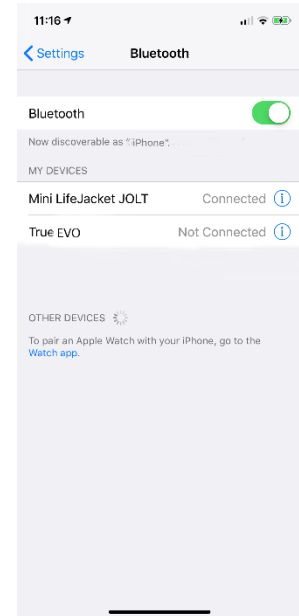 11:16
Settings
Bluetooth
Bluetooth
Now discoverable as "iPhone".
MY DEVICES
Mini LifeJacket JOLT Connected
True EVO Not Connected
OTHER DEVICES
To pair an Apple Watch with your iPhone, go to the
Watch app.